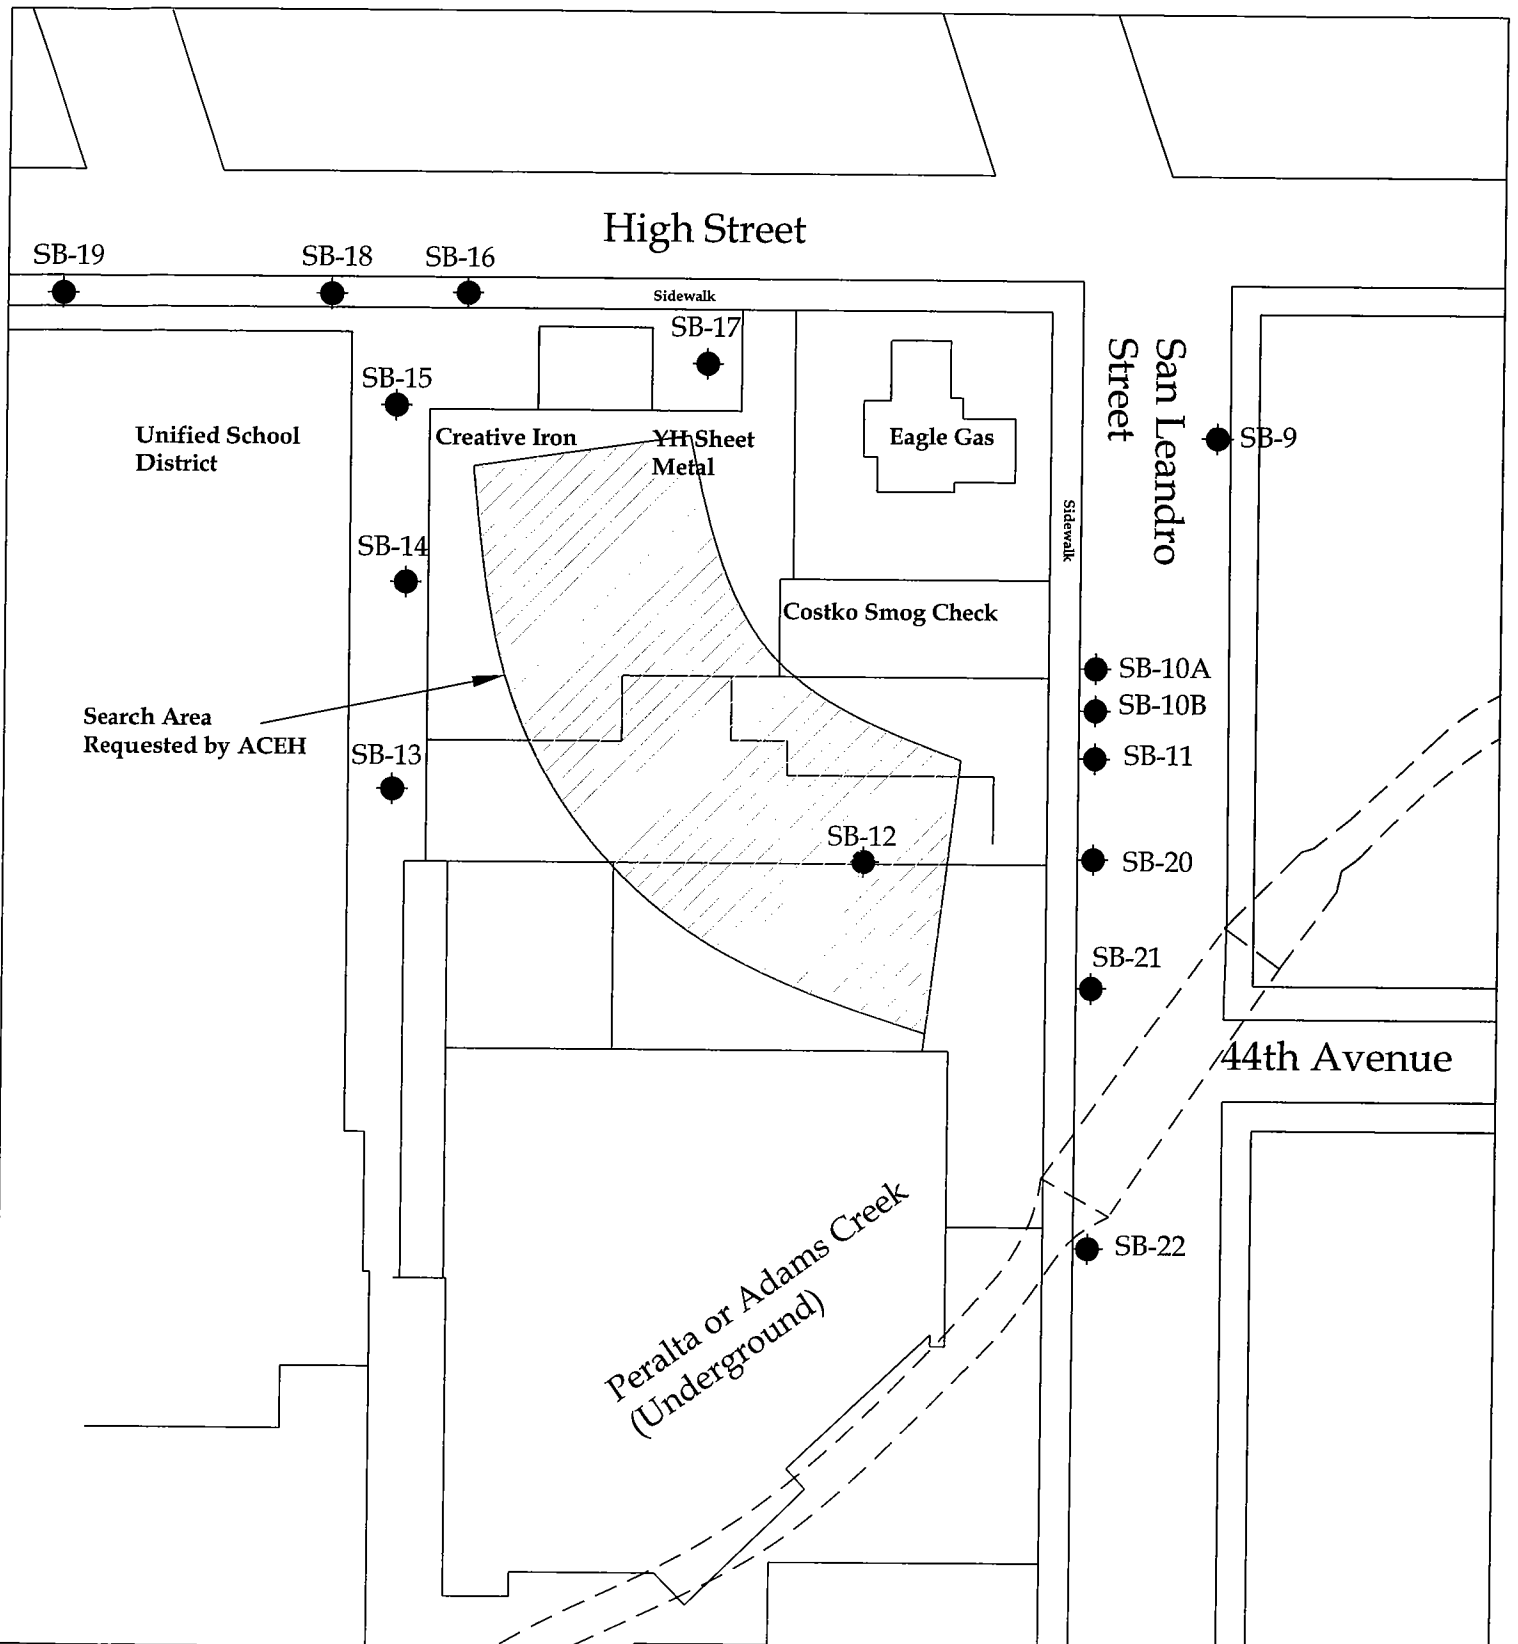 High Street
SB-19
SB-18
SB-16
Sidewalk
SB-17
SB-15
San Leandro
Street
Unified School
District
Creative Iron
YH Sheet
Metal
Eagle Gas
SB-9
Sidewalk
SB-14
Costko Smog Check
SB-10A
SB-10B
Search Area
Requested by ACEH
SB-13
SB-11
SB-12
SB-20
SB-21
44th Avenue
Peralta or Adams Creek
(Underground)
SB-22